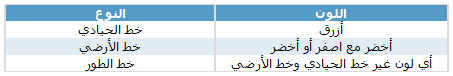 اللون النوع
أزرق خط الحيادي
أخضر مع اصفر أو أخضر خط الأرضي
أي لون غير خط الحيادي وخط الأرضي خط الطور